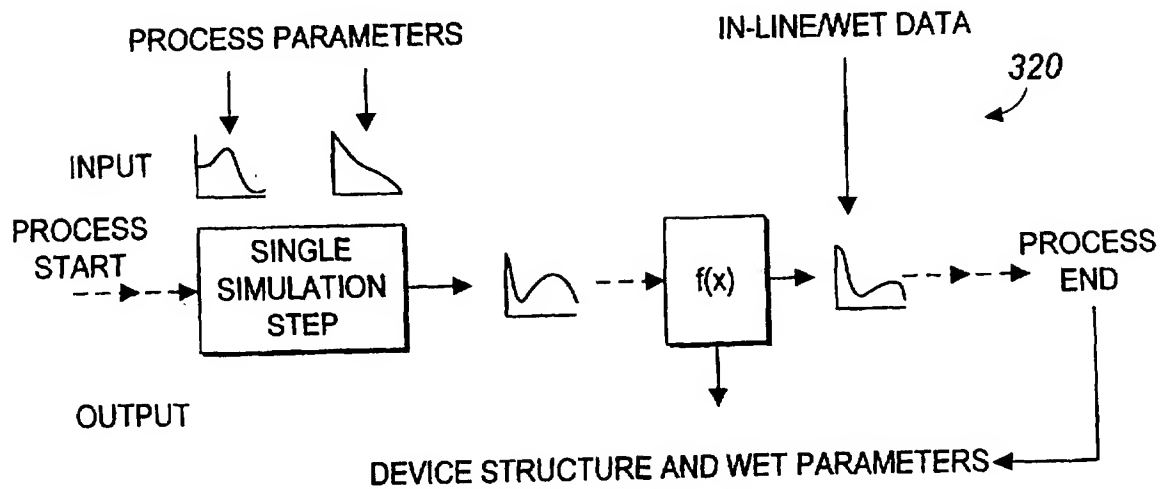 PROCESS PARAMETERS
IN-LINE/WET DATA
320
INPUT
PROCESS
START
SINGLE
SIMULATION
STEP
f(x)
PROCESS
END
OUTPUT
DEVICE STRUCTURE AND WET PARAMETERS